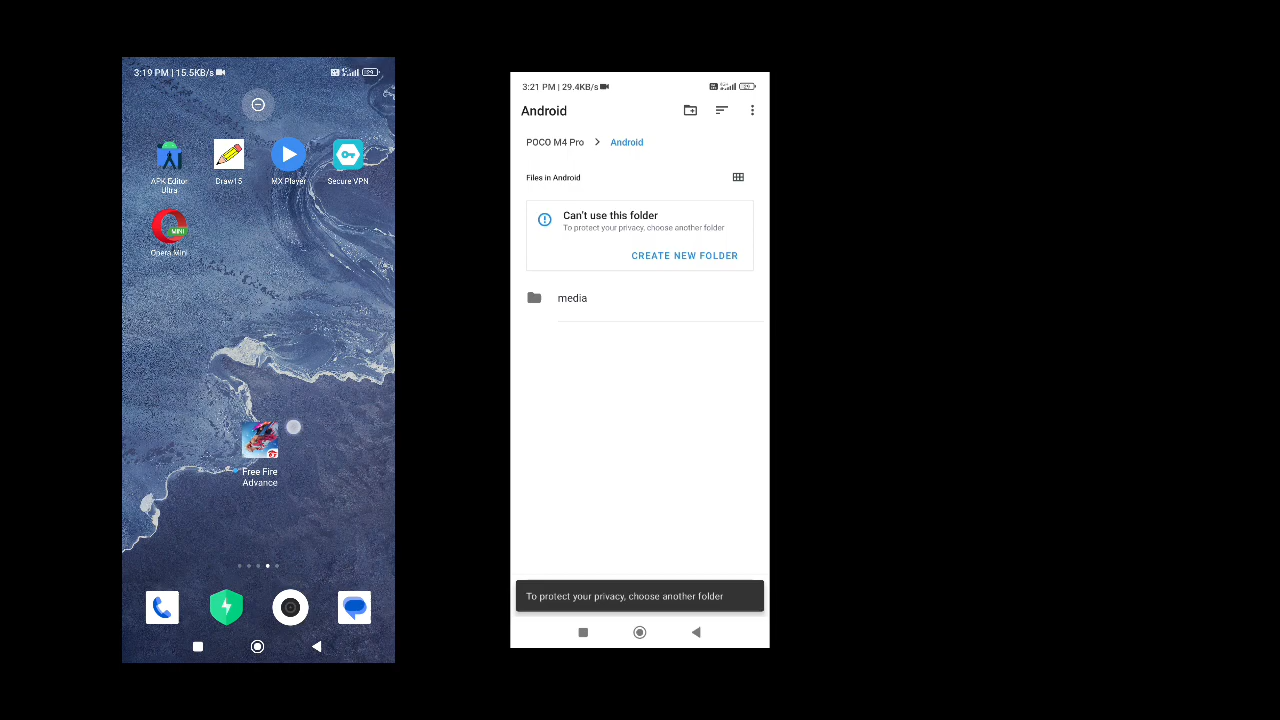 3:19 PM | 15.5KB/s
APK Editor
Ultra
Draw15
MX Player
Secure VPN
MINI
Opera Mini
Free Fire
Advance
3:21 PM | 29.4KB/s
Android
POCO M4 Pro > Android
Files in Android
Can't use this folder
To protect your privacy, choose another folder
CREATE NEW FOLDER
media
To protect your privacy, choose another folder